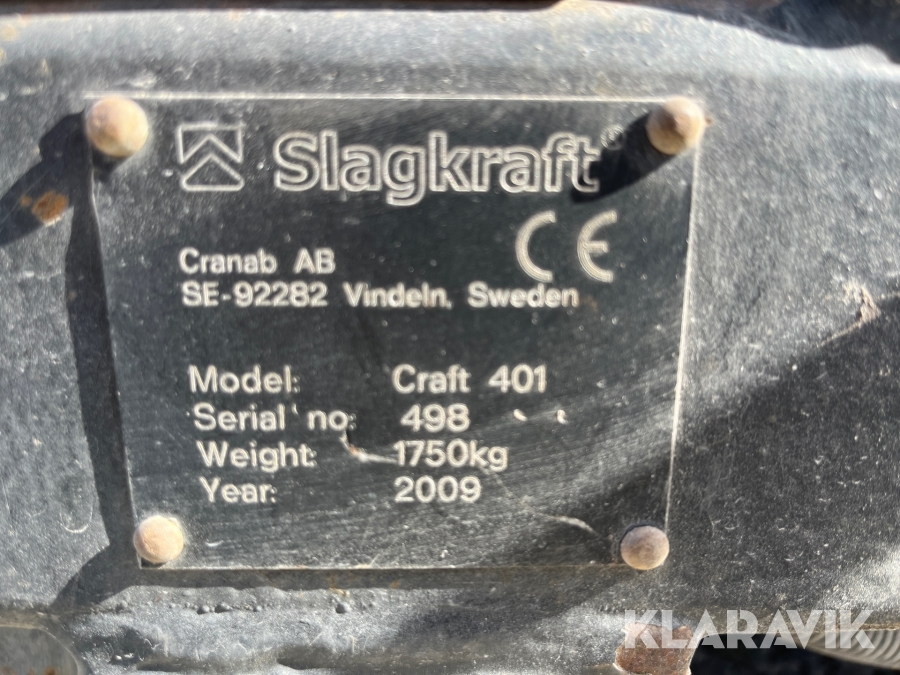 Slagkraft®
CE
Cranab AB
SE-92282 Vindeln, Sweden
Model: Craft 401
Serial no: 498
Weight: 1750kg
Year: 2009
KLARAVIK